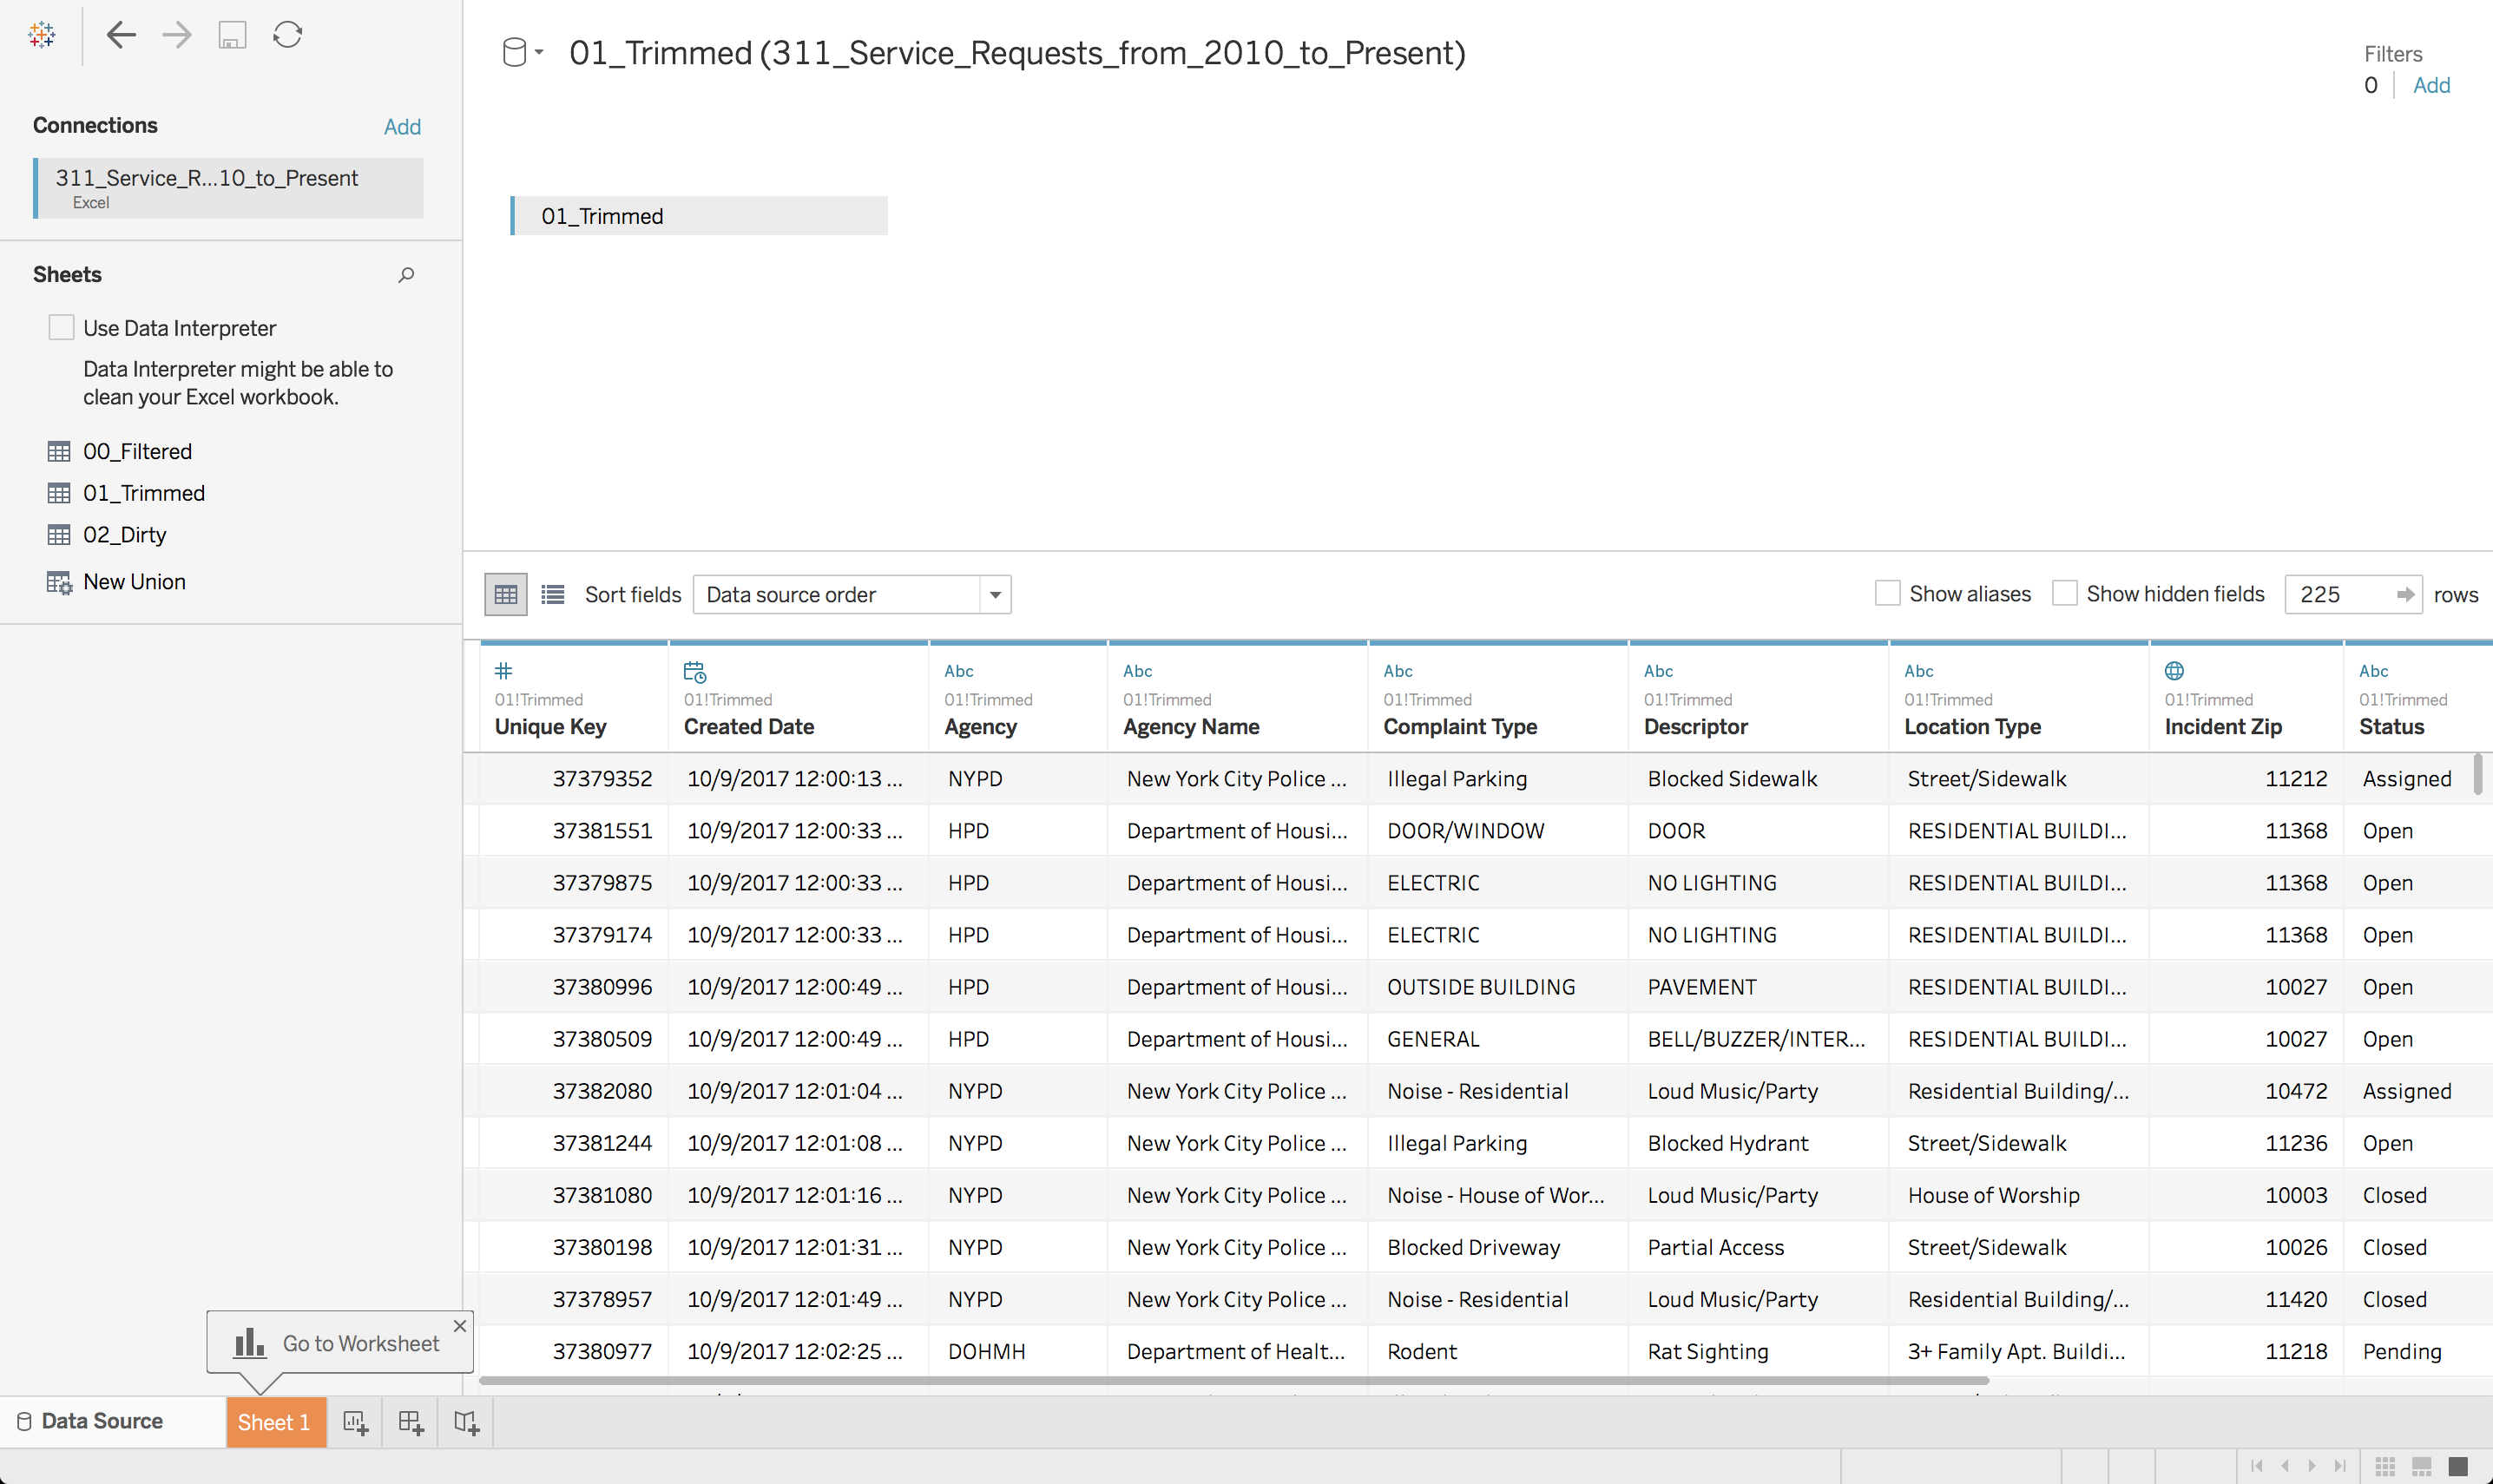 01_Trimmed (311_Service_Requests_from_2010_to_Present)
Filters
0 Add
Connections Add
311_Service_R...10_to_Present
Excel
Sheets
Use Data Interpreter
Data Interpreter might be able to
clean your Excel workbook.
00_Filtered
01_Trimmed
02_Dirty
New Union
01_Trimmed
Sort fields Data source order Show aliases Show hidden fields 225 rows
# Abc Abc Abc Abc Abc Abc
01!Trimmed 01!Trimmed 01!Trimmed 01!Trimmed 01!Trimmed 01!Trimmed 01!Trimmed 01!Trimmed 01!Trimmed
Unique Key Created Date Agency Agency Name Complaint Type Descriptor Location Type Incident Zip Status
37379352 10/9/2017 12:00:13 ... NYPD New York City Police ... Illegal Parking Blocked Sidewalk Street/Sidewalk 11212 Assigned
37381551 10/9/2017 12:00:33 ... HPD Department of Housi... DOOR/WINDOW DOOR RESIDENTIAL BUILDI... 11368 Open
37379875 10/9/2017 12:00:33 ... HPD Department of Housi... ELECTRIC NO LIGHTING RESIDENTIAL BUILDI... 11368 Open
37379174 10/9/2017 12:00:33 ... HPD Department of Housi... ELECTRIC NO LIGHTING RESIDENTIAL BUILDI... 11368 Open
37380996 10/9/2017 12:00:49 ... HPD Department of Housi... OUTSIDE BUILDING PAVEMENT RESIDENTIAL BUILDI... 10027 Open
37380509 10/9/2017 12:00:49 ... HPD Department of Housi... GENERAL BELL/BUZZER/INTER... RESIDENTIAL BUILDI... 10027 Open
37382080 10/9/2017 12:01:04 ... NYPD New York City Police ... Noise - Residential Loud Music/Party Residential Building/... 10472 Assigned
37381244 10/9/2017 12:01:08 ... NYPD New York City Police ... Illegal Parking Blocked Hydrant Street/Sidewalk 11236 Open
37381080 10/9/2017 12:01:16 ... NYPD New York City Police ... Noise - House of Wor... Loud Music/Party House of Worship 10003 Closed
37380198 10/9/2017 12:01:31 ... NYPD New York City Police ... Blocked Driveway Partial Access Street/Sidewalk 10026 Closed
37378957 10/9/2017 12:01:49 ... NYPD New York City Police ... Noise - Residential Loud Music/Party Residential Building/... 11420 Closed
37380977 10/9/2017 12:02:25 ... DOHMH Department of Healt... Rodent Rat Sighting 3+ Family Apt. Buildi... 11218 Pending
Go to Worksheet
Data Source Sheet 1